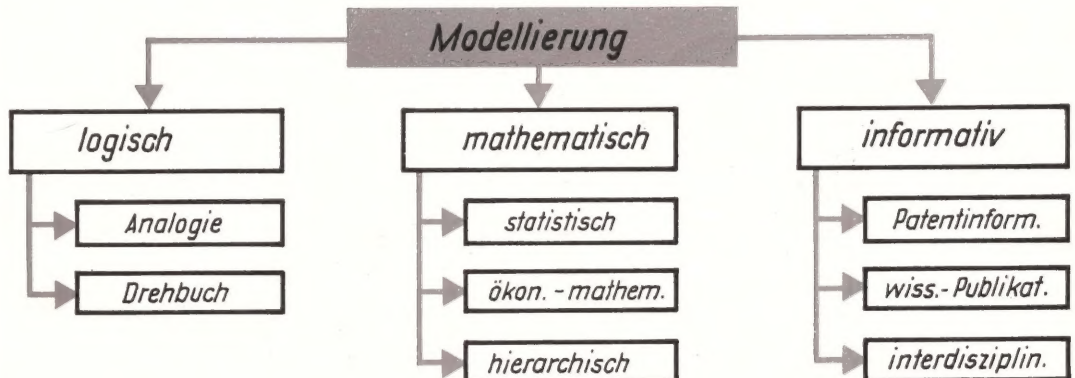 Modellierung
logisch
Analogie
Drehbuch
mathematisch
statistisch
ökon.-mathem.
hierarchisch
informativ
Patentinform.
wiss.-Publikat.
interdisziplin.